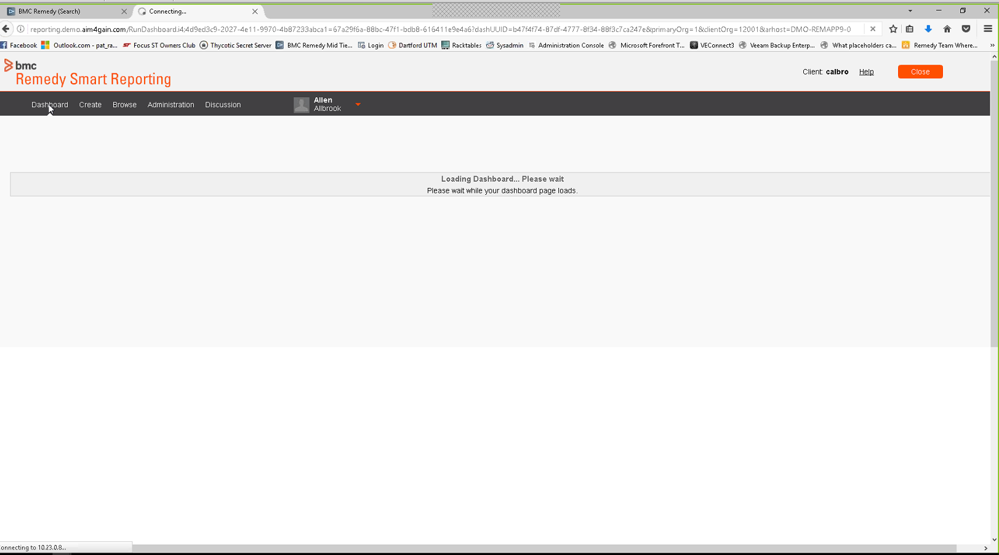 BMC Remedy (Search)
Connecting...
reporting.demo.aim4gain.com/RunDashboard.i4;4d9ed3c9-2027-4e11-9970-4b87233abca1=67a29f6a-88bc-47f1-bdb8-616411e9e4a6?dashUUID=b47f4f74-87df-4777-8f34-88f3c7ca247e&primaryOrg=1&clientOrg=12001&arhost=DMO-REMAPP9-0
Facebook Outlook.com - pat_ra... ST Focus ST Owners Club Thycotic Secret Server BMC Remedy Mid Tie... Login Dartford UTM Racktables Sysadmin Administration Console Microsoft Forefront T... VEConnect3 Veeam Backup Enterp... What placeholders ca... Remedy Team Where...
bmc
Remedy Smart Reporting
Client: calbro Help Close
Dashboard Create Browse Administration Discussion
Allen
Allbrook
Loading Dashboard... Please wait
Please wait while your dashboard page loads.
onnecting to 10.23.0.8...